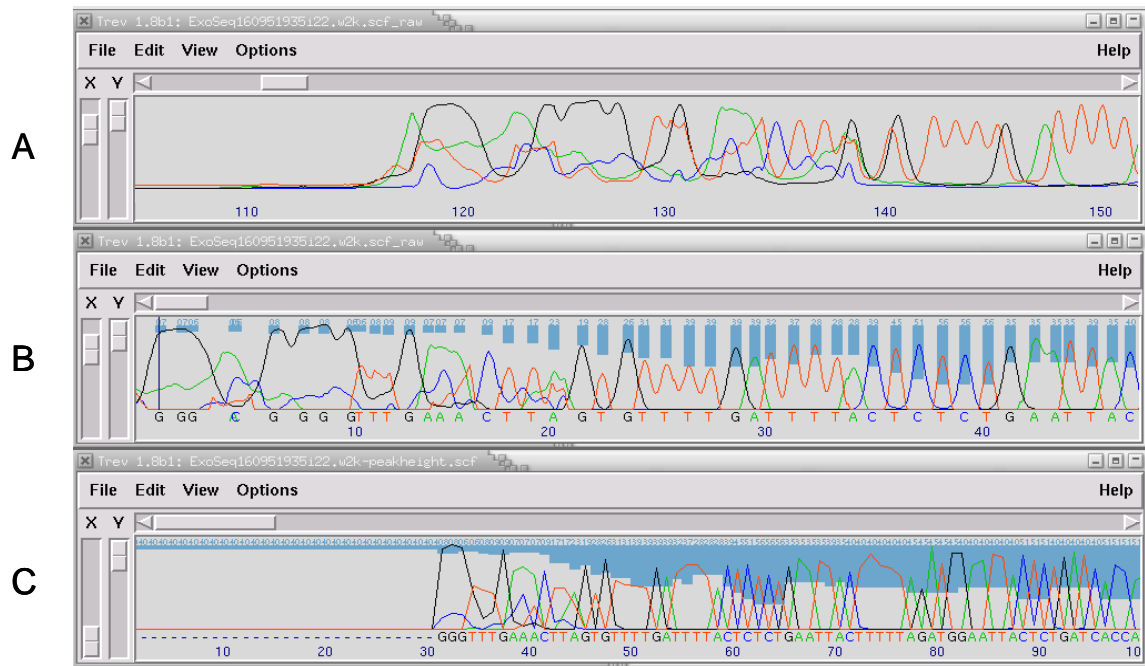 Trev 1.8b1: ExoSeq160951935i22.w2k.scf_raw
File Edit View Options Help
X Y
A
110 120 130 140 150
Trev 1.8b1: ExoSeq160951935i22.w2k.scf_raw
File Edit View Options Help
X Y
B
G G G C G G G G T T T G A A A C T T A G T G T T T T G A T T T T A C T C T C T G A A T T A C
10 20 30 40
Trev 1.8b1: ExoSeq160951935i22.w2k-peakheight.scf
File Edit View Options Help
X Y
C
------------------------------GGGTTTGAAACTTAGTGTTTTGATTTTACTCTCTGAATTACTTTTTAGATGGAATTACTCTGATCACCA
10 20 30 40 50 60 70 80 90 10